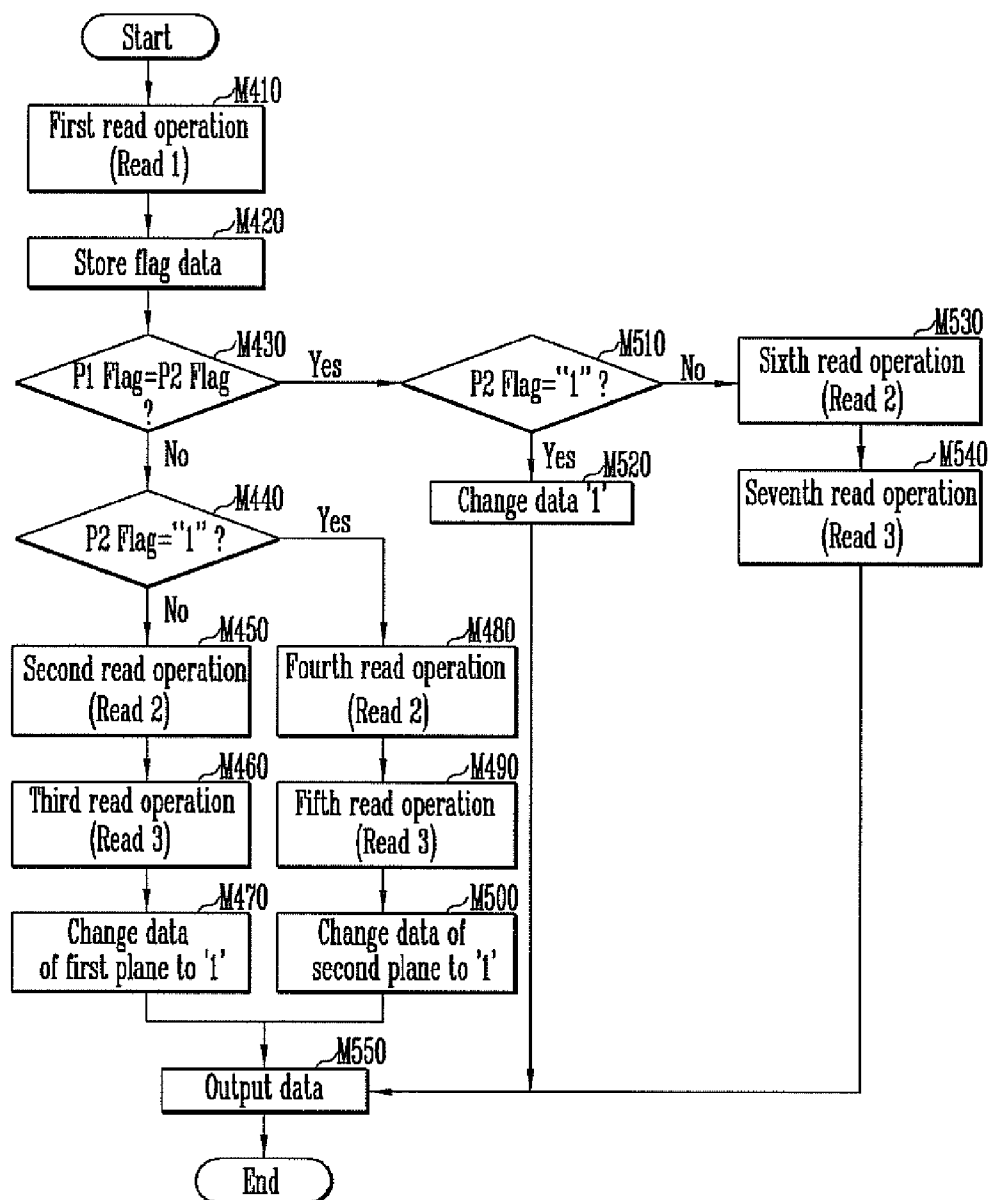 Start
M410
First read operation
(Read 1)
M420
Store flag data
M430
P1 Flag=P2 Flag
?
Yes
No
M510
P2 Flag="1" ?
No
Yes
M530
Sixth read operation
(Read 2)
M520
Change data '1'
M540
Seventh read operation
(Read 3)
M440
P2 Flag="1" ?
Yes
No
M450
Second read operation
(Read 2)
M480
Fourth read operation
(Read 2)
M460
Third read operation
(Read 3)
M490
Fifth read operation
(Read 3)
M470
Change data
of first plane to '1'
M500
Change data of
second plane to '1'
M550
Output data
End